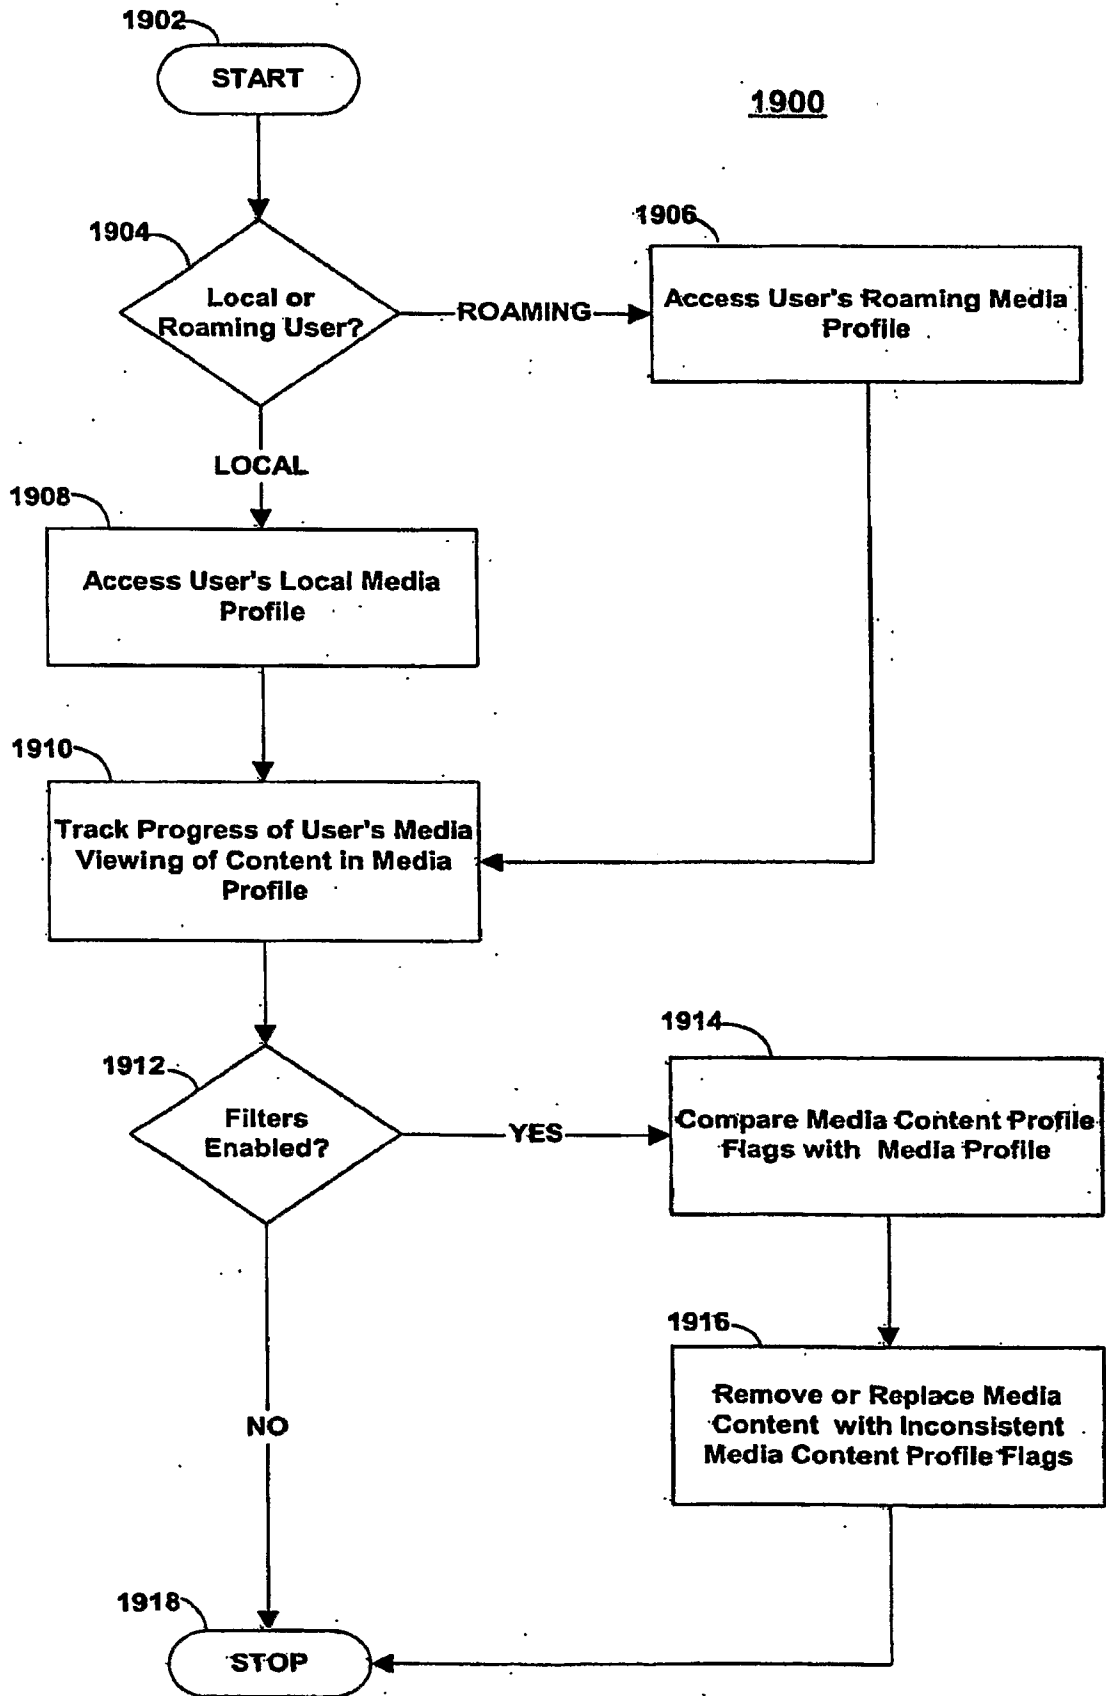 1902
START
1900
1904
Local or
Roaming User?
ROAMING
1906
Access User's Roaming Media
Profile
LOCAL
1908
Access User's Local Media
Profile
1910
Track Progress of User's Media
Viewing of Content in Media
Profile
1912
Filters
Enabled?
YES
1914
Compare Media Content Profile
Flags with Media Profile
1916
Remove or Replace Media
Content with Inconsistent
Media Content Profile Flags
NO
1918
STOP